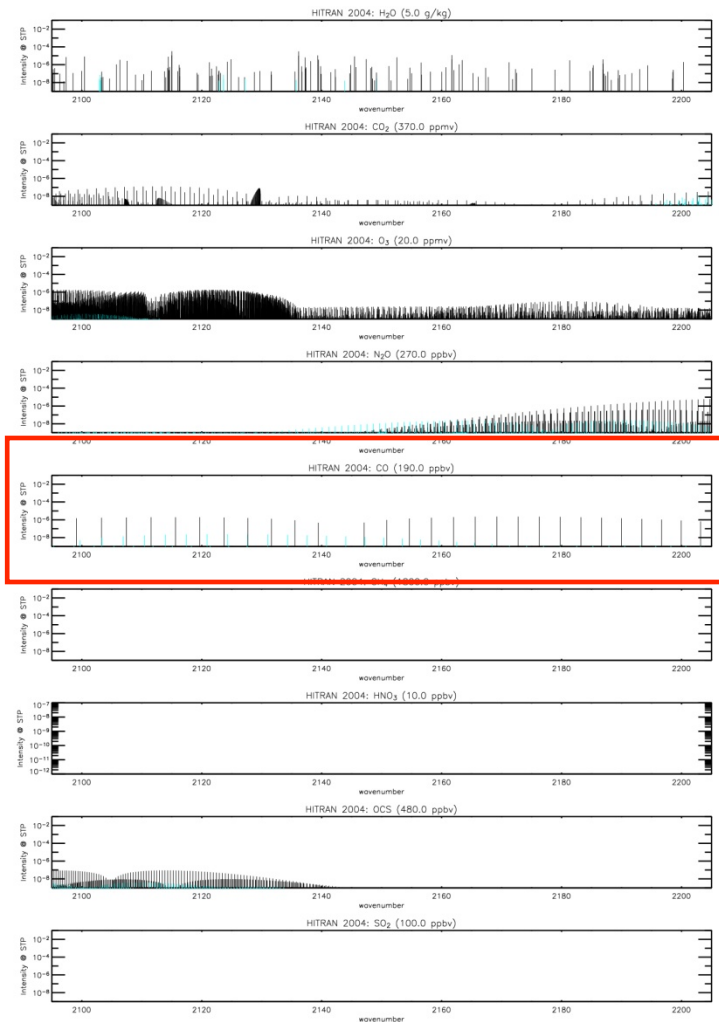 HITRAN 2004: H₂O (5.0 g/kg)
Intensity @ STP
10⁻²
10⁻⁴
10⁻⁶
10⁻⁸
2100 2120 2140 2160 2180 2200
wavenumber
HITRAN 2004: CO₂ (370.0 ppmv)
Intensity @ STP
10⁻²
10⁻⁴
10⁻⁶
10⁻⁸
2100 2120 2140 2160 2180 2200
wavenumber
HITRAN 2004: O₃ (20.0 ppmv)
Intensity @ STP
10⁻²
10⁻⁴
10⁻⁶
10⁻⁸
2100 2120 2140 2160 2180 2200
wavenumber
HITRAN 2004: N₂O (270.0 ppbv)
Intensity @ STP
10⁻²
10⁻⁴
10⁻⁶
10⁻⁸
2100 2120 2140 2160 2180 2200
wavenumber
HITRAN 2004: CO (190.0 ppbv)
Intensity @ STP
10⁻²
10⁻⁴
10⁻⁶
10⁻⁸
2100 2120 2140 2160 2180 2200
wavenumber
HITRAN 2004: CH₄
Intensity @ STP
10⁻²
10⁻⁴
10⁻⁶
10⁻⁸
2100 2120 2140 2160 2180 2200
wavenumber
HITRAN 2004: HNO₃ (10.0 ppbv)
Intensity @ STP
10⁻⁷
10⁻⁸
10⁻⁹
10⁻¹⁰
10⁻¹¹
10⁻¹²
2100 2120 2140 2160 2180 2200
wavenumber
HITRAN 2004: OCS (480.0 ppbv)
Intensity @ STP
10⁻²
10⁻⁴
10⁻⁶
10⁻⁸
2100 2120 2140 2160 2180 2200
wavenumber
HITRAN 2004: SO₂ (100.0 ppbv)
Intensity @ STP
10⁻²
10⁻⁴
10⁻⁶
10⁻⁸
2100 2120 2140 2160 2180 2200
wavenumber